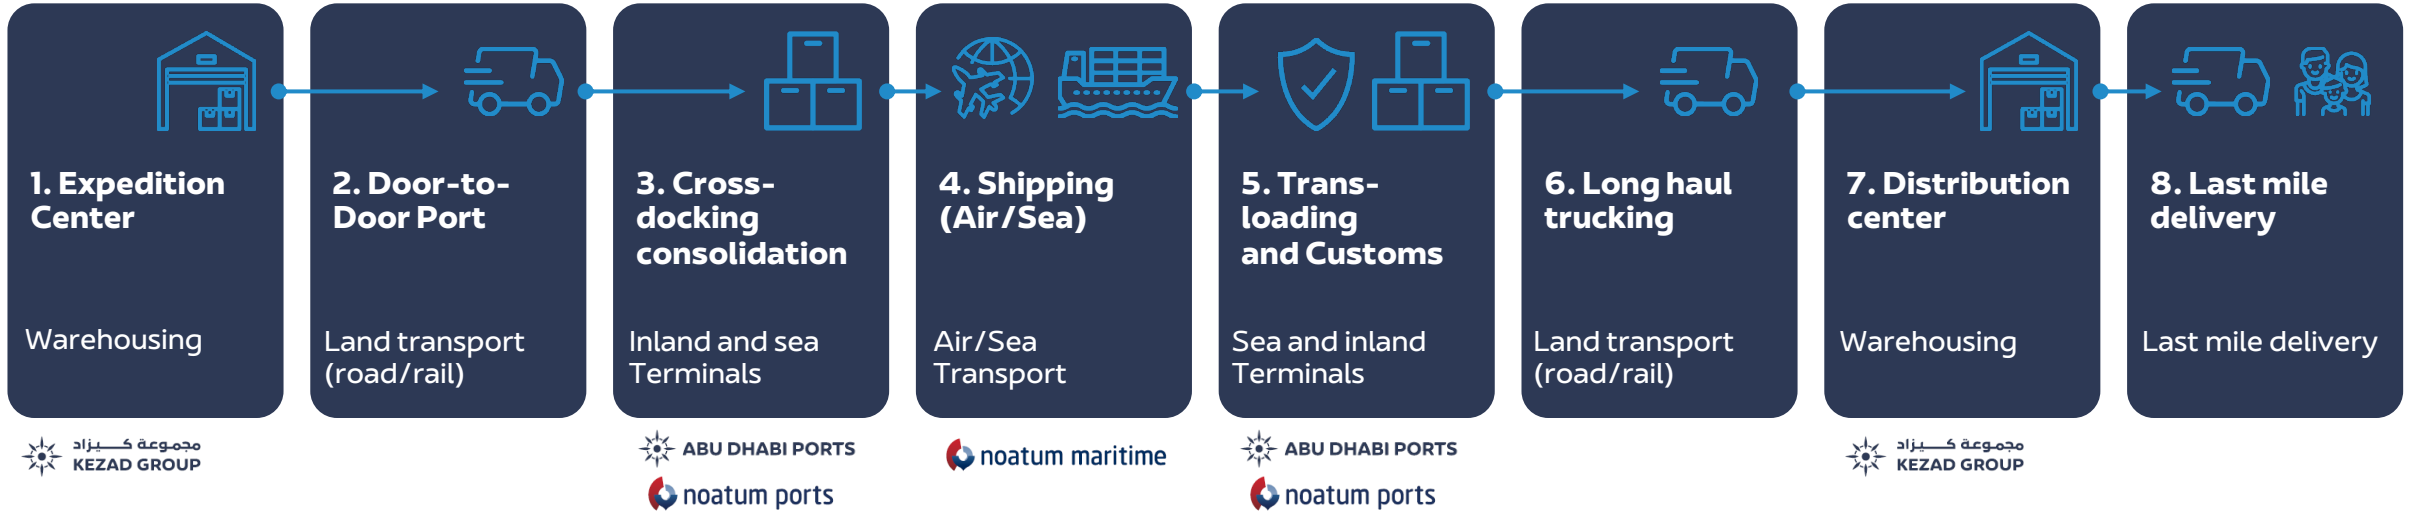 1. Expedition
Center
Warehousing
2. Door-to-
Door Port
Land transport
(road/rail)
3. Cross-
docking
consolidation
Inland and sea
Terminals
4. Shipping
(Air/Sea)
Air/Sea
Transport
5. Trans-
loading
and Customs
Sea and inland
Terminals
6. Long haul
trucking
Land transport
(road/rail)
7. Distribution
center
Warehousing
8. Last mile
delivery
Last mile delivery
مجموعة كـــيـزاد
KEZAD GROUP
ABU DHABI PORTS
noatum ports
noatum maritime
ABU DHABI PORTS
noatum ports
مجموعة كـــيـزاد
KEZAD GROUP